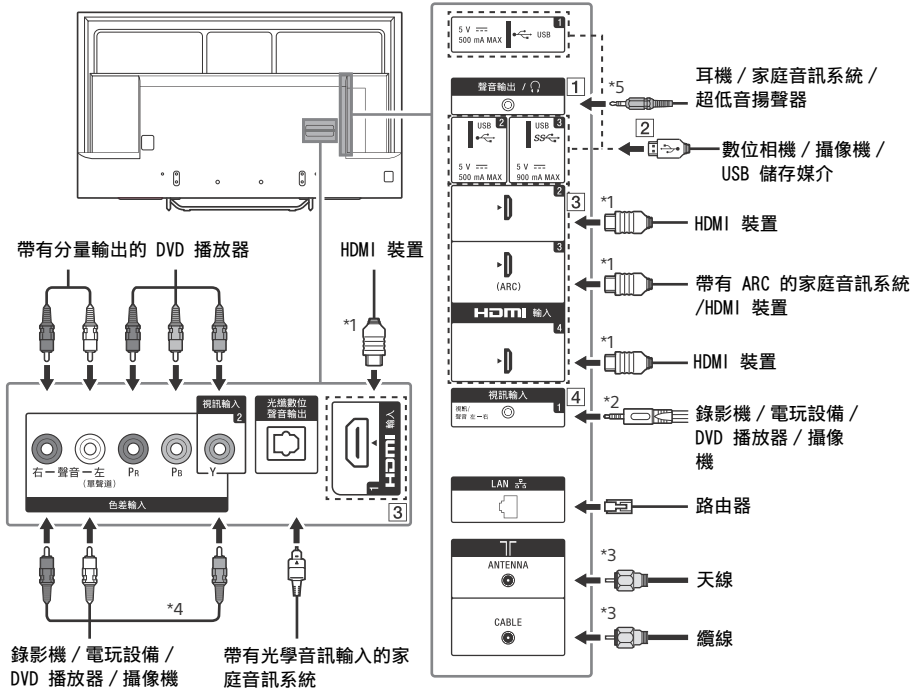 5 V ⎓
500 mA MAX
USB
1
聲音輸出 / 🎧
1
*5
耳機 / 家庭音訊系統 /
超低音揚聲器
USB
2
5 V ⎓
500 mA MAX
USB
3
SS
5 V ⎓
900 mA MAX
2
數位相機 / 攝像機 /
USB 儲存媒介
2
3
*1
HDMI 裝置
3
(ARC)
*1
帶有 ARC 的家庭音訊系統
/HDMI 裝置
HDMI 輸入
4
*1
HDMI 裝置
視訊輸入
4
1
視訊/
聲音 左－右
*2
錄影機 / 電玩設備 /
DVD 播放器 / 攝像
機
LAN
路由器
ANTENNA
*3
天線
CABLE
*3
纜線
帶有分量輸出的 DVD 播放器
HDMI 裝置
*1
視訊輸入
2
光纖數位
聲音輸出
HDMI 輸入
1
右－聲音－左
(單聲道)
PR
PB
Y
色差輸入
3
*4
錄影機 / 電玩設備 /
DVD 播放器 / 攝像機
帶有光學音訊輸入的家
庭音訊系統